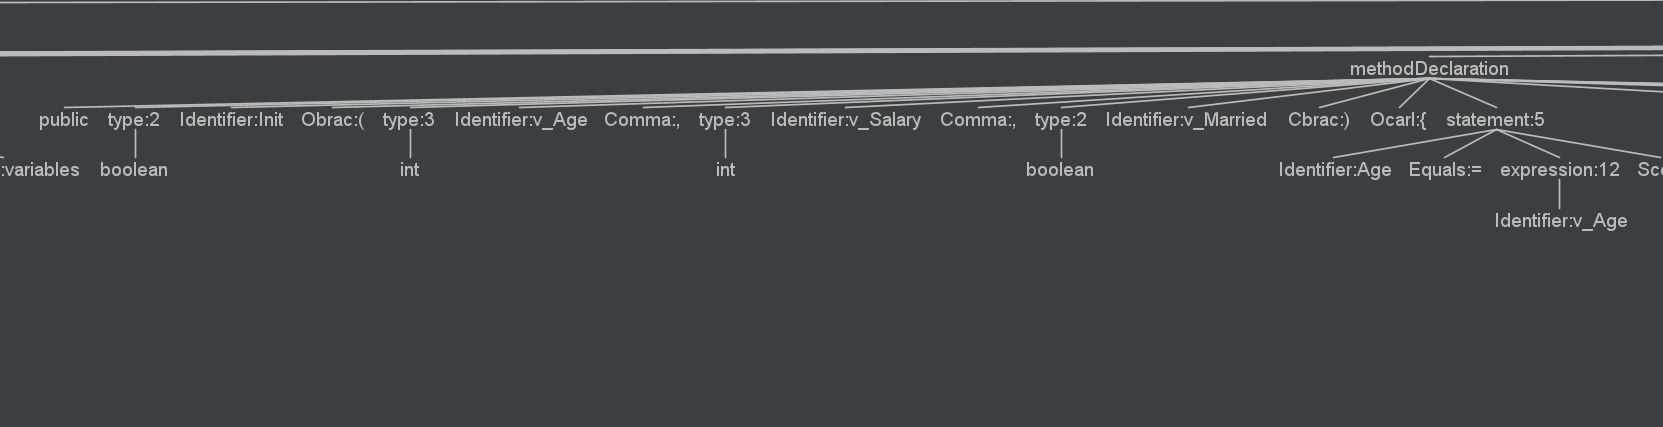 methodDeclaration
public type:2 Identifier:Init Obrac:( type:3 Identifier:v_Age Comma:, type:3 Identifier:v_Salary Comma:, type:2 Identifier:v_Married Cbrac:) Ocarl:{ statement:5
:variables boolean int int boolean Identifier:Age Equals:= expression:12
Identifier:v_Age